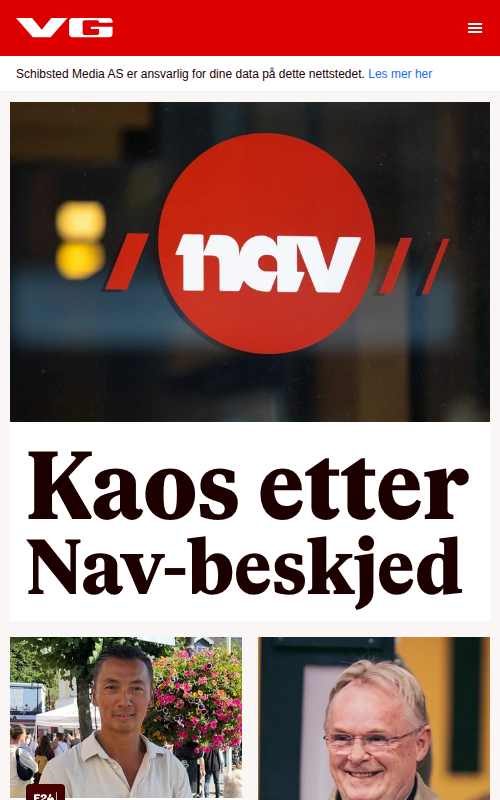 VG
Schibsted Media AS er ansvarlig for dine data på dette nettstedet. Les mer her
nav
Kaos etter
Nav-beskjed
E24